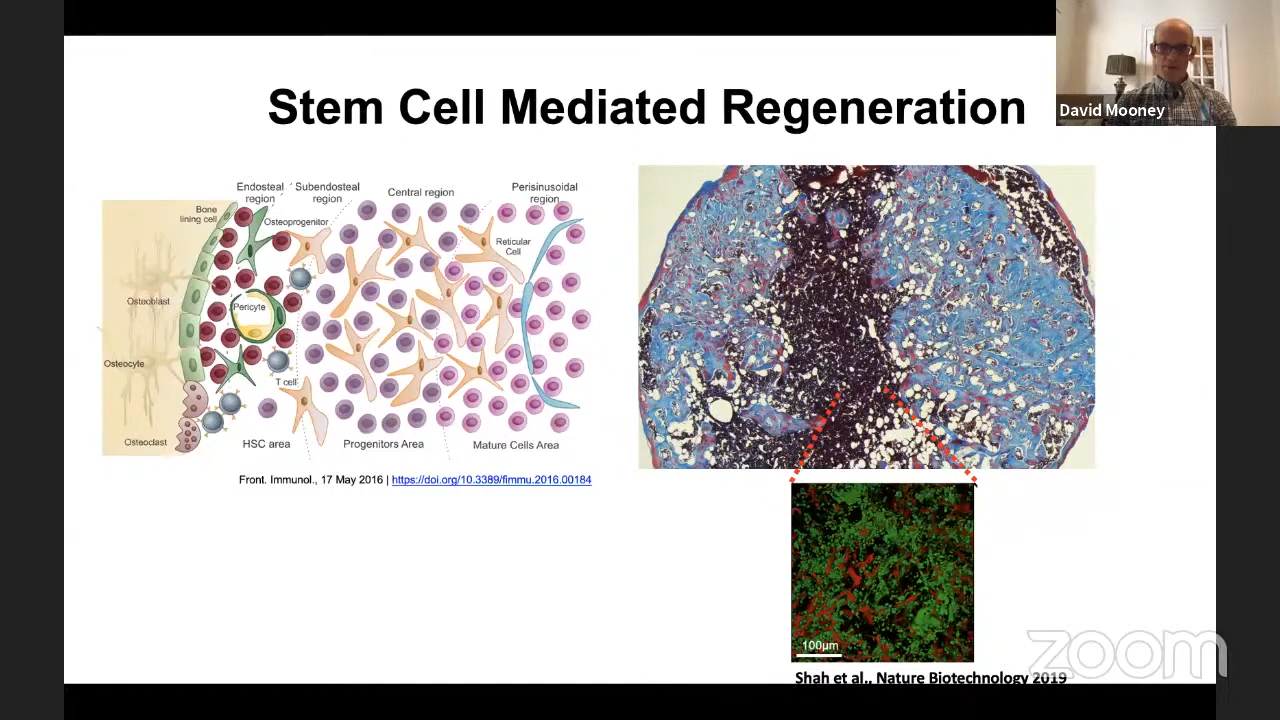 Stem Cell Mediated Regeneration
David Mooney
Endosteal region
Subendosteal region
Central region
Perisinusoidal region
Bone lining cell
Osteoprogenitor
Reticular Cell
Osteoblast
Pericyte
Osteocyte
T cell
Osteoclast
HSC area
Progenitors Area
Mature Cells Area
Front. Immunol., 17 May 2016 | https://doi.org/10.3389/fimmu.2016.00184
100µm
Shah et al., Nature Biotechnology 2019
zoom